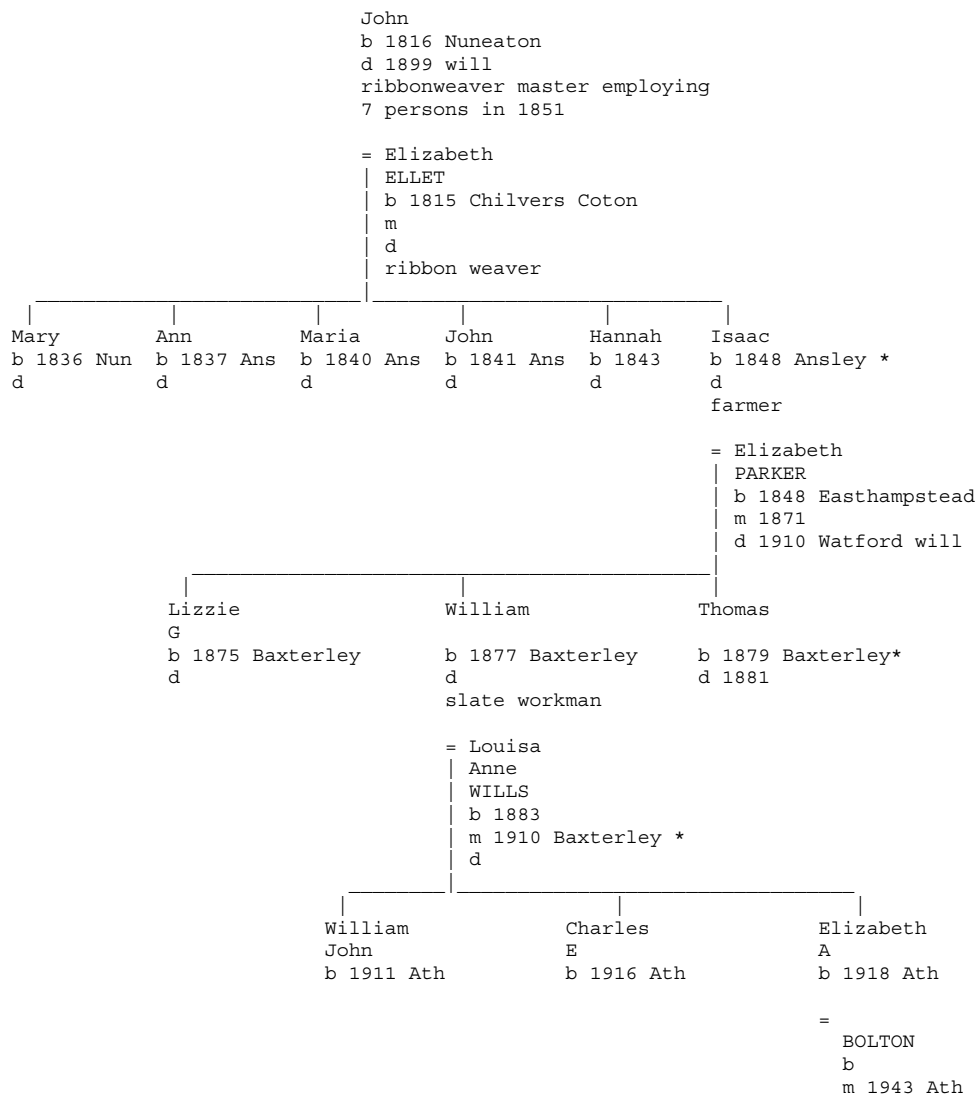 John
b 1816 Nuneaton
d 1899 will
ribbonweaver master employing
7 persons in 1851
= Elizabeth
ELLET
b 1815 Chilvers Coton
m
d
ribbon weaver
Mary Ann Maria John Hannah Isaac
b 1836 Nun b 1837 Ans b 1840 Ans b 1841 Ans b 1843 b 1848 Ansley *
d d d d d d
farmer
= Elizabeth
PARKER
b 1848 Easthampstead
m 1871
d 1910 Watford will
Lizzie William Thomas
G
b 1875 Baxterley b 1877 Baxterley b 1879 Baxterley*
d d d 1881
slate workman
= Louisa
Anne
WILLS
b 1883
m 1910 Baxterley *
d
William Charles Elizabeth
John E A
b 1911 Ath b 1916 Ath b 1918 Ath
=
BOLTON
b
m 1943 Ath